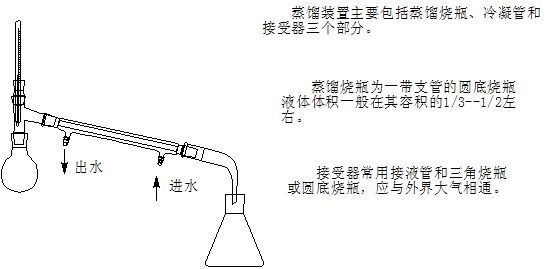 蒸馏装置主要包括蒸馏烧瓶、冷凝管和
接受器三个部分。
蒸馏烧瓶为一带支管的圆底烧瓶
液体体积一般在其容积的1/3--1/2左
右。
出水
进水
接受器常用接液管和三角烧瓶
或圆底烧瓶，应与外界大气相通。